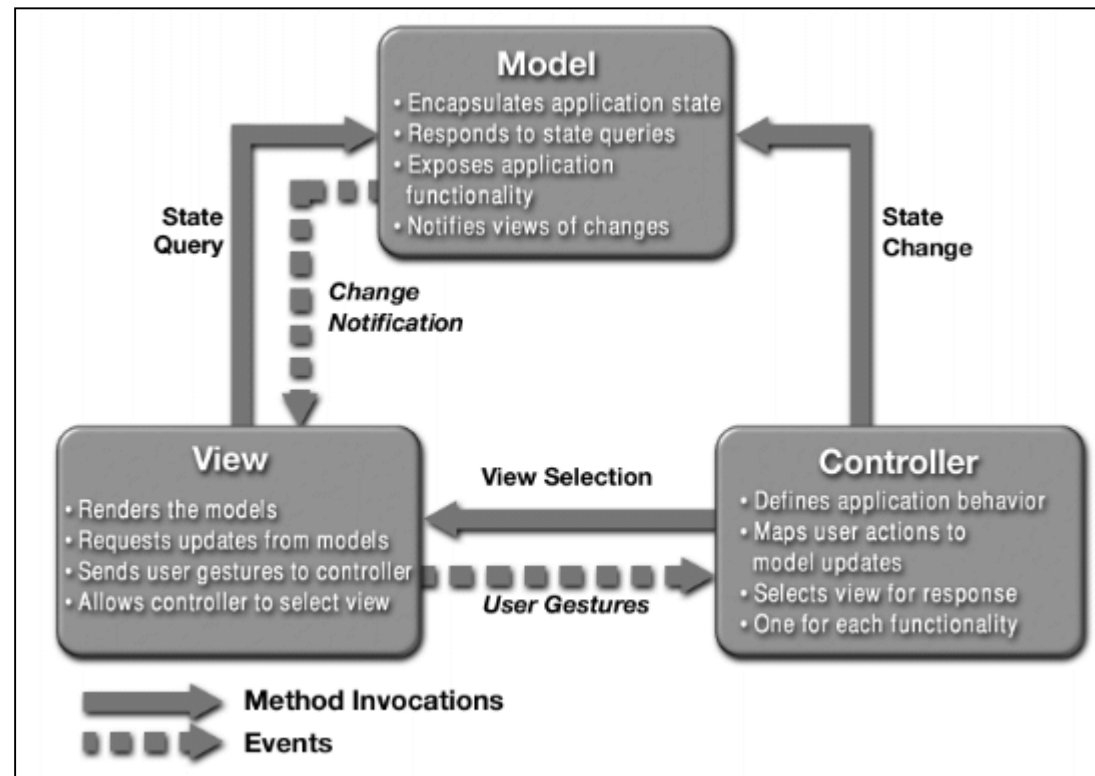 Model
• Encapsulates application state
• Responds to state queries
• Exposes application
functionality
• Notifies views of changes
State
Query
State
Change
Change
Notification
View
• Renders the models
• Requests updates from models
• Sends user gestures to controller
• Allows controller to select view
View Selection
User Gestures
Controller
• Defines application behavior
• Maps user actions to
model updates
• Selects view for response
• One for each functionality
Method Invocations
Events